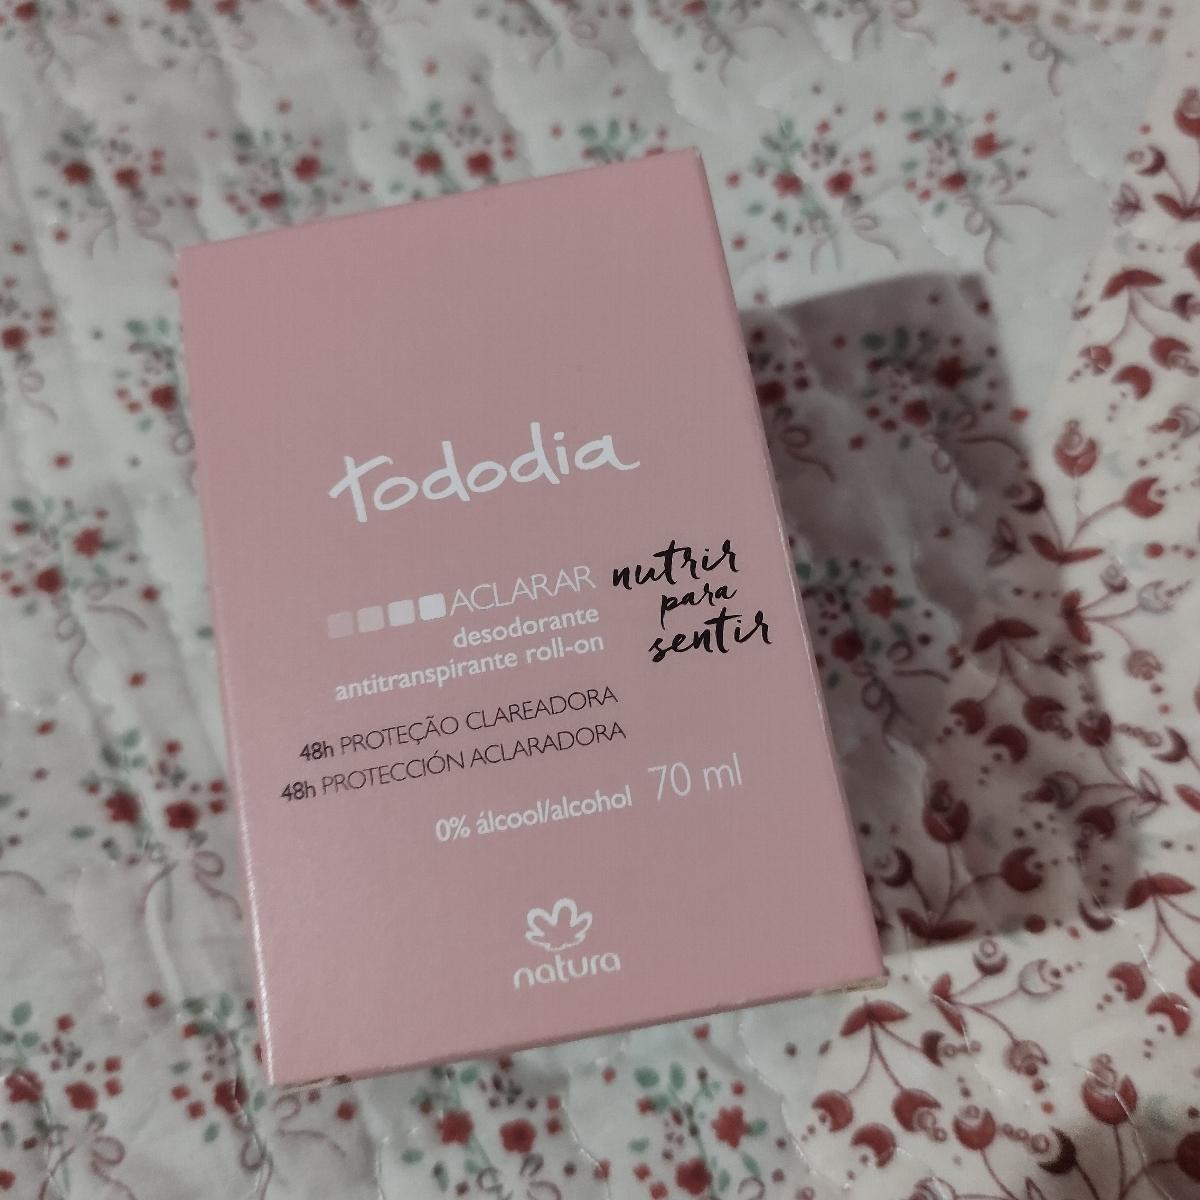 tododia
ACLARAR
nutrir
para
sentir
desodorante
antitranspirante roll-on
48h PROTEÇÃO CLAREADORA
48h PROTECCIÓN ACLARADORA
0% álcool/alcohol 70 ml
natura